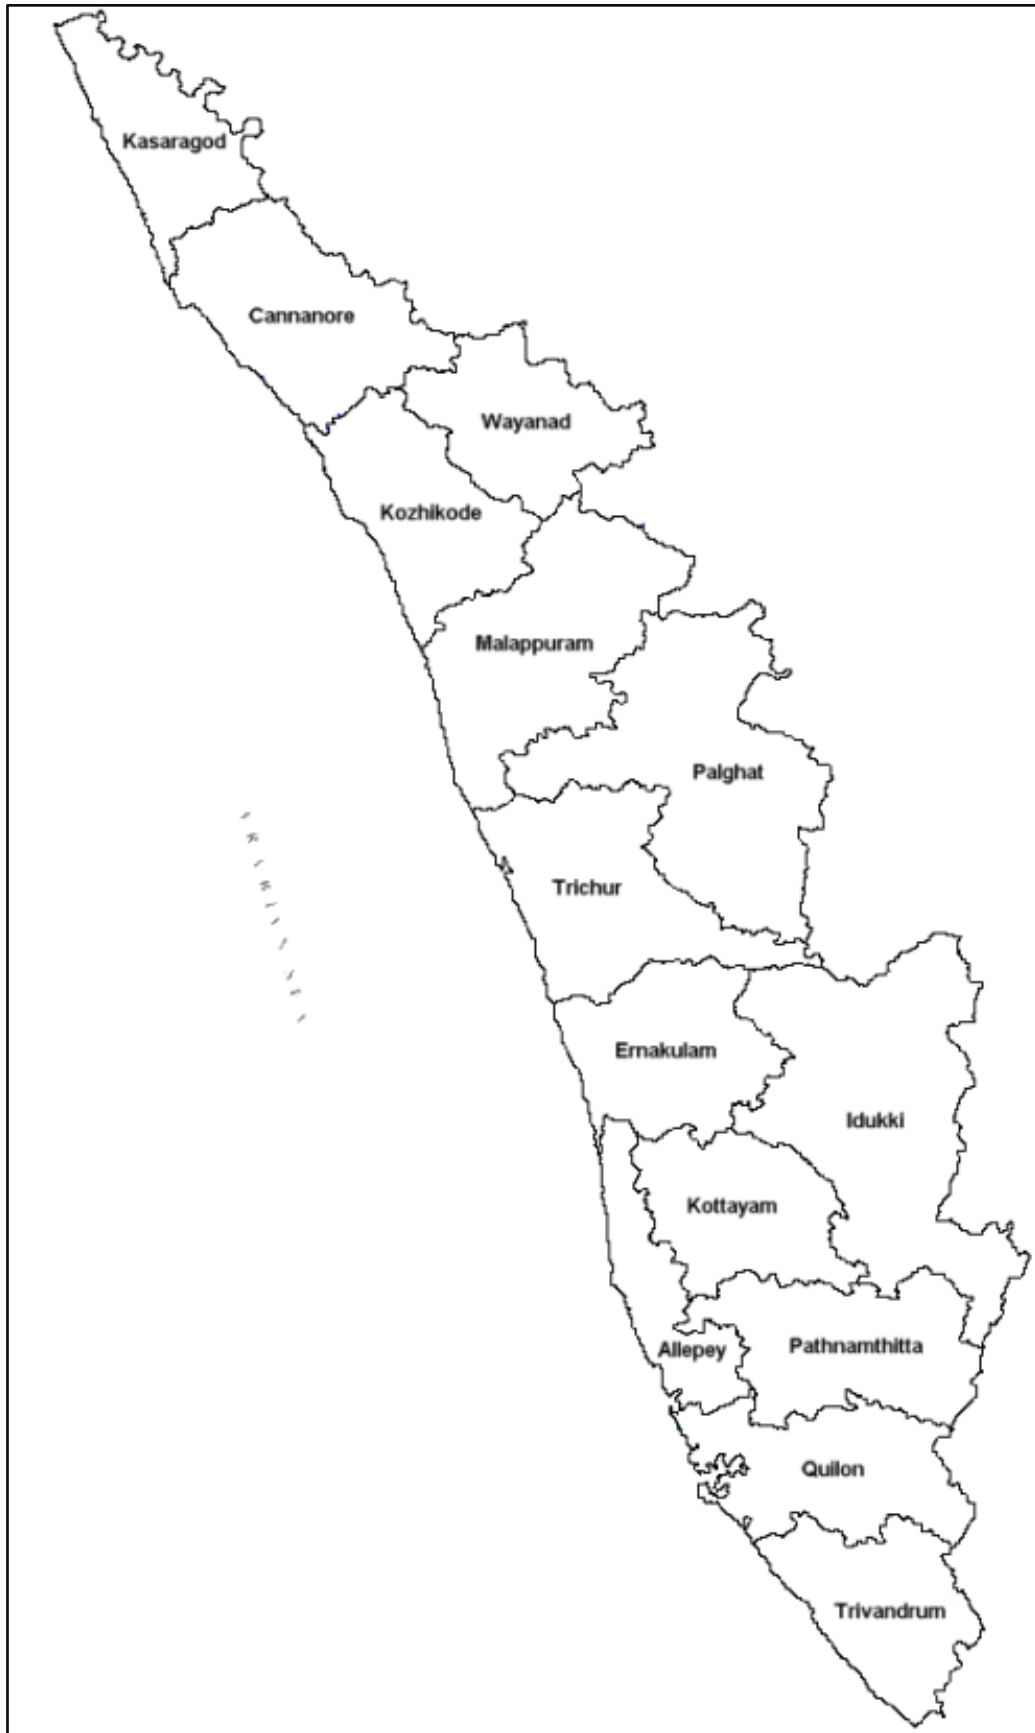 Kasaragod
Cannanore
Wayanad
Kozhikode
Malappuram
Palghat
Trichur
Ernakulam
Idukki
Kottayam
Allepey
Pathnamthitta
Quilon
Trivandrum